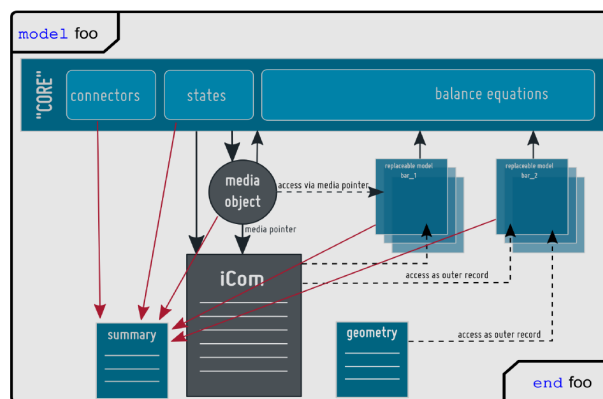 model foo
"CORE"
connectors
states
balance equations
replaceable model
bar_1
replaceable model
bar_2
media
object
access via media pointer
media pointer
iCom
access as outer record
summary
geometry
access as outer record
end foo